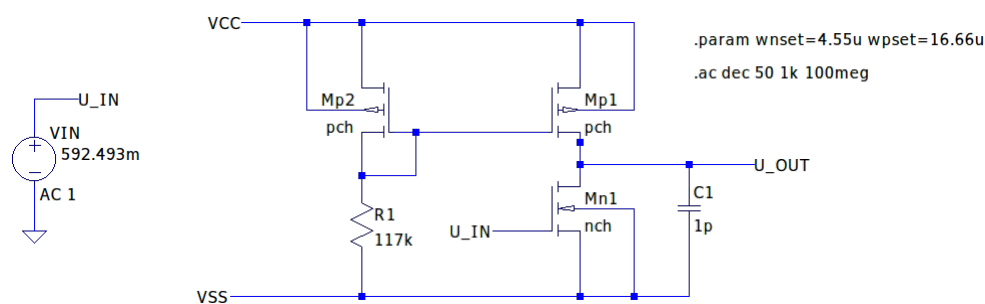 VCC
.param wnset=4.55u wpset=16.66u
.ac dec 50 1k 100meg
U_IN
VIN
592.493m
AC 1
Mp2
pch
Mp1
pch
U_OUT
R1
117k
U_IN
Mn1
nch
C1
1p
VSS